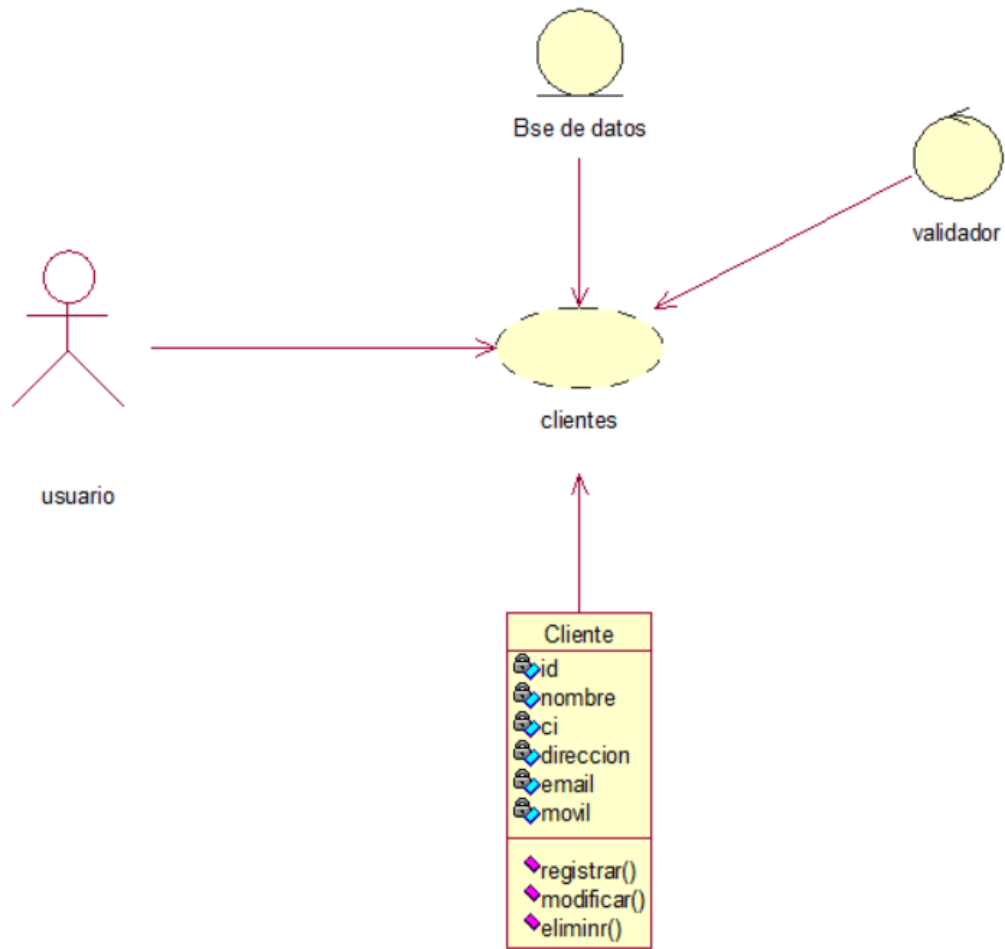 Bse de datos
validador
clientes
usuario
Cliente
id
nombre
ci
direccion
email
movil
registrar()
modificar()
eliminr()